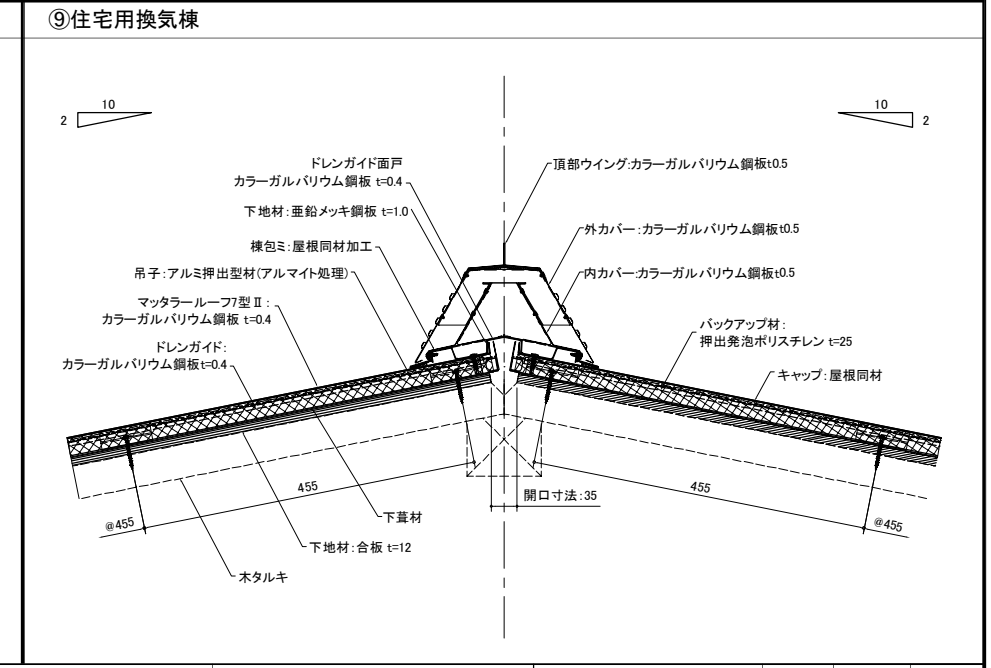 ⑨住宅用換気棟
10
2
10
2
ドレンガイド面戸
カラーガルバリウム鋼板 t=0.4
下地材：亜鉛メッキ鋼板 t=1.0
棟包ミ：屋根同材加工
吊子：アルミ押出型材(アルマイト処理)
マッタラールーフ7型Ⅱ：
カラーガルバリウム鋼板 t=0.4
ドレンガイド：
カラーガルバリウム鋼板t=0.4
頂部ウイング:カラーガルバリウム鋼板t0.5
外カバー：カラーガルバリウム鋼板t0.5
内カバー:カラーガルバリウム鋼板t0.5
バックアップ材：
押出発泡ポリスチレン t=25
キャップ：屋根同材
455
455
開口寸法：35
@455
@455
下葺材
下地材：合板 t=12
木タルキ